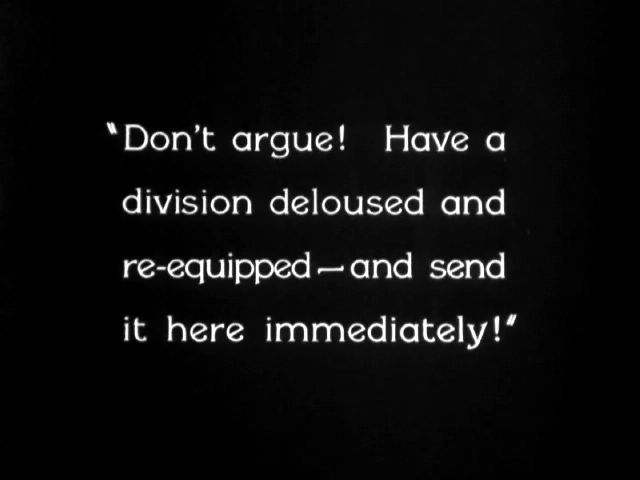 "Don't argue!  Have a
division deloused and
re-equipped—and send
it here immediately!"